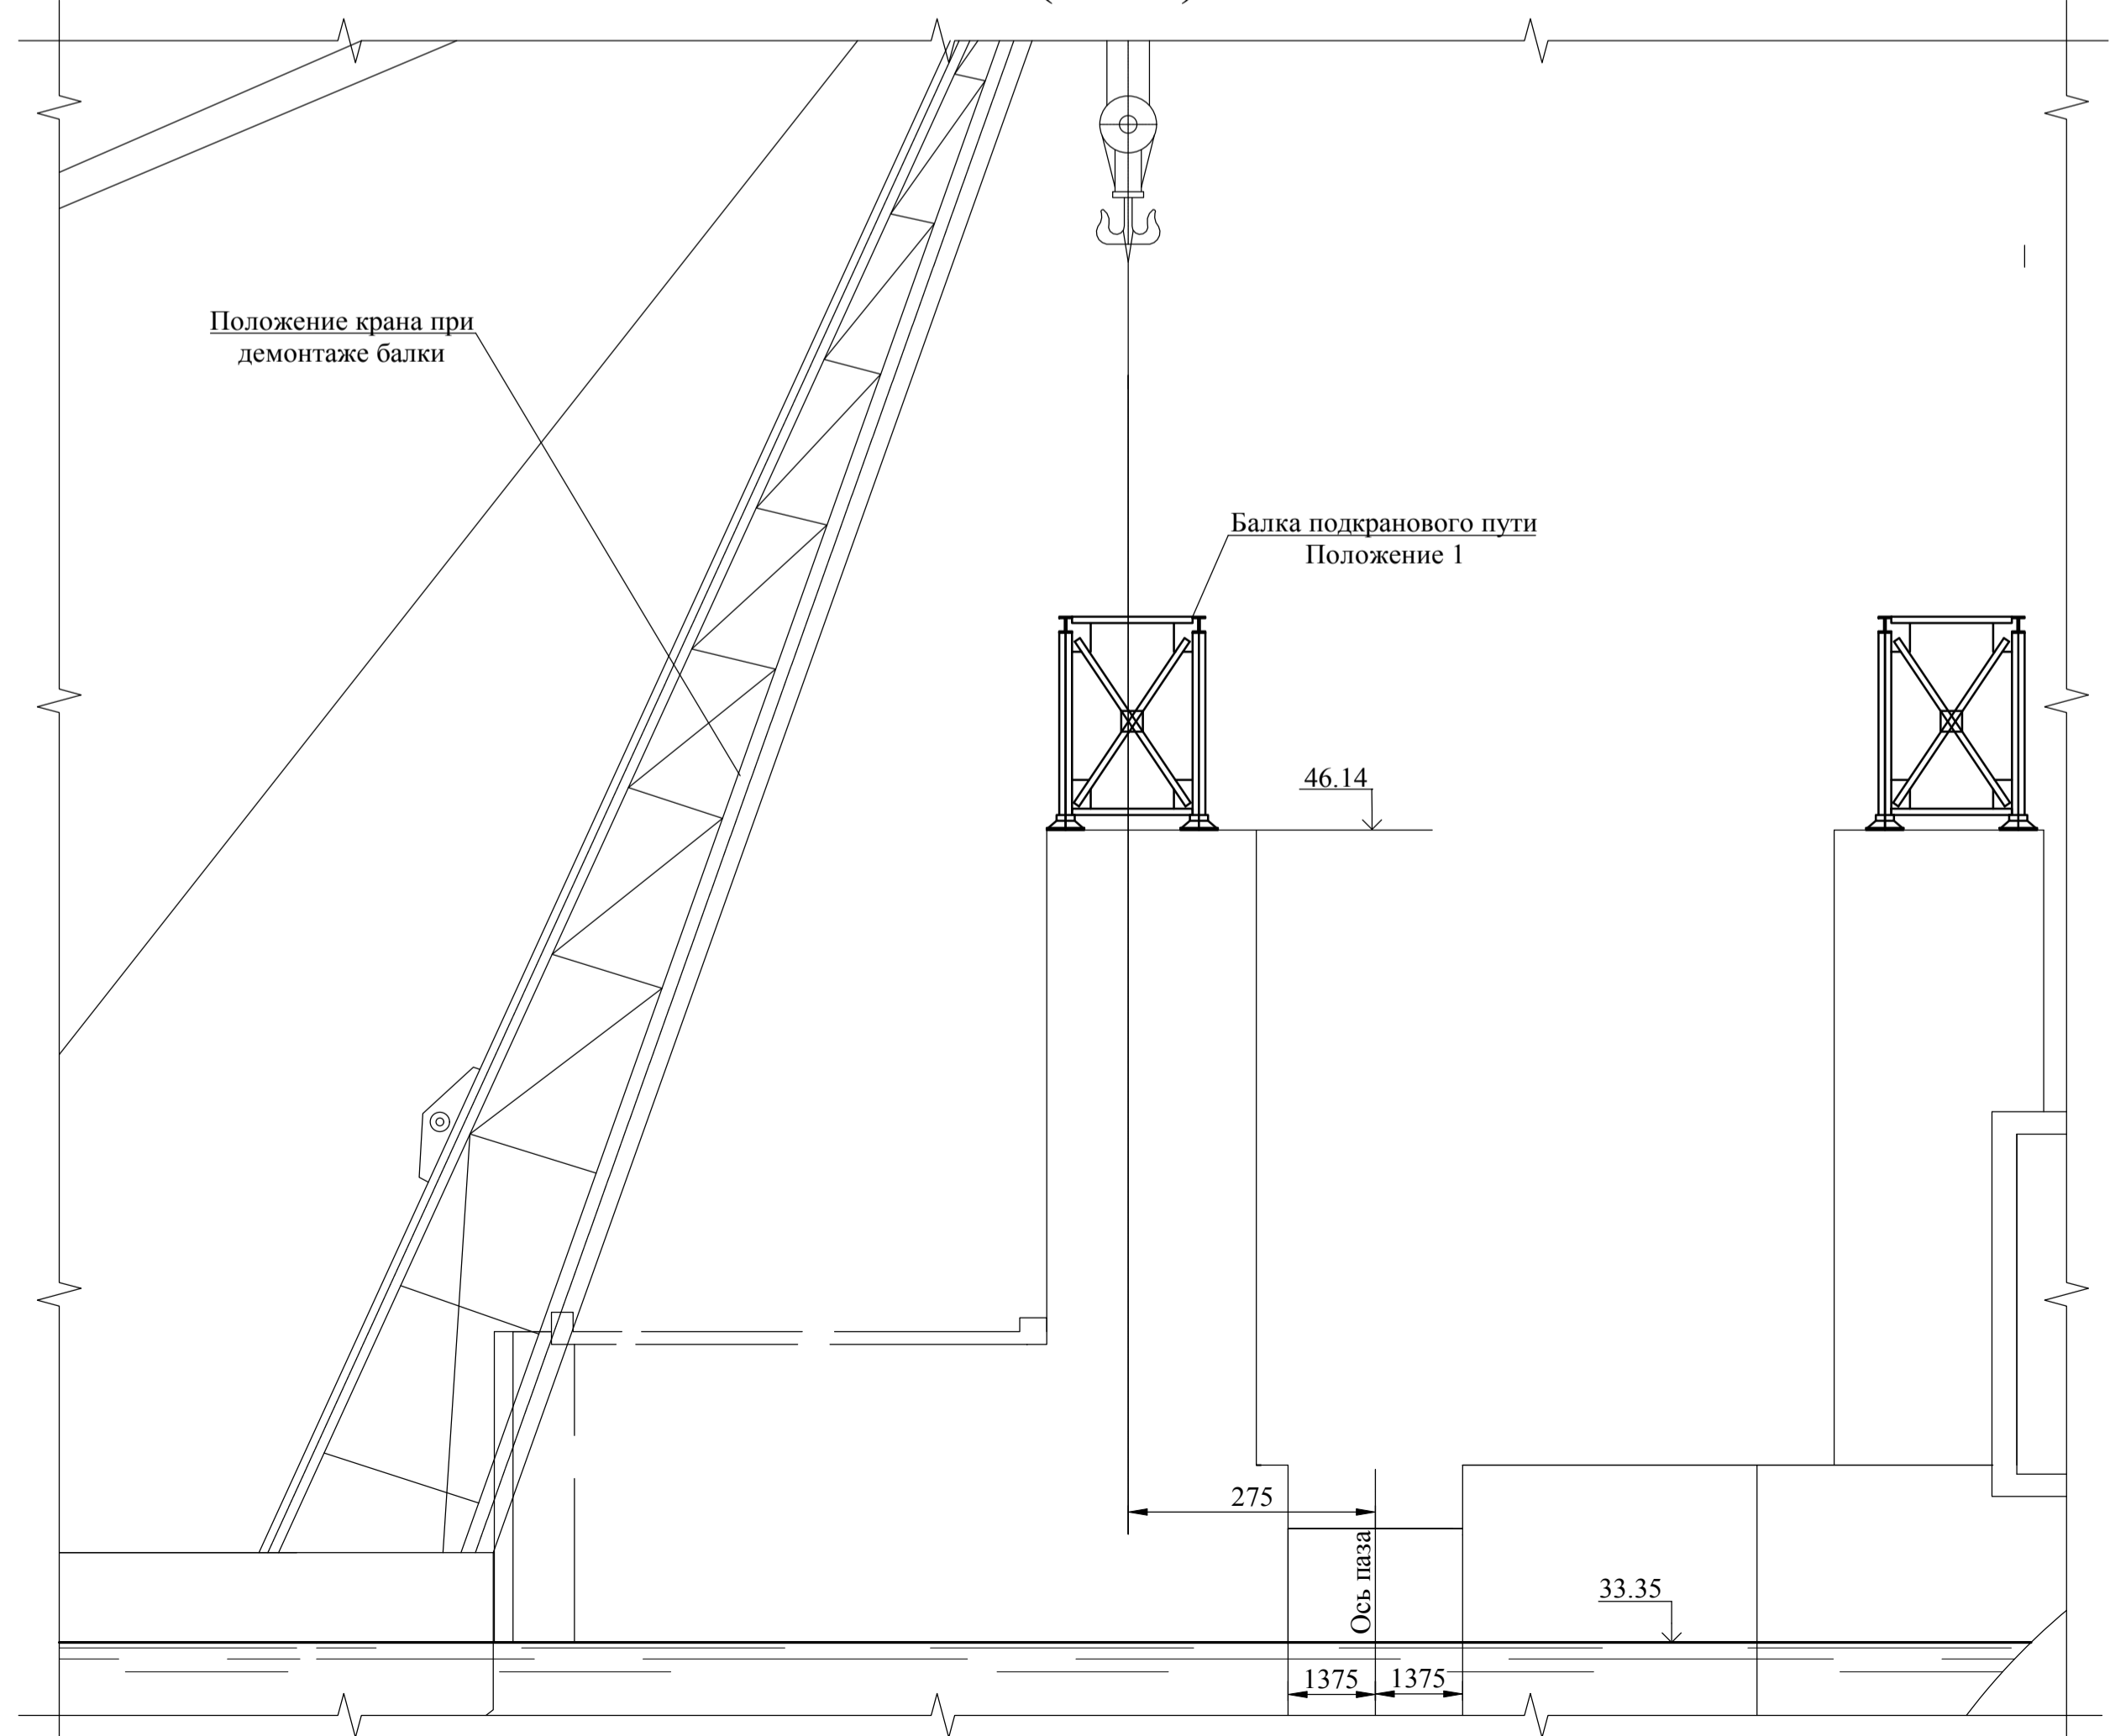 Положение крана при
демонтаже балки
Балка подкранового пути
Положение 1
46.14
275
Ось паза
33.35
1375
1375